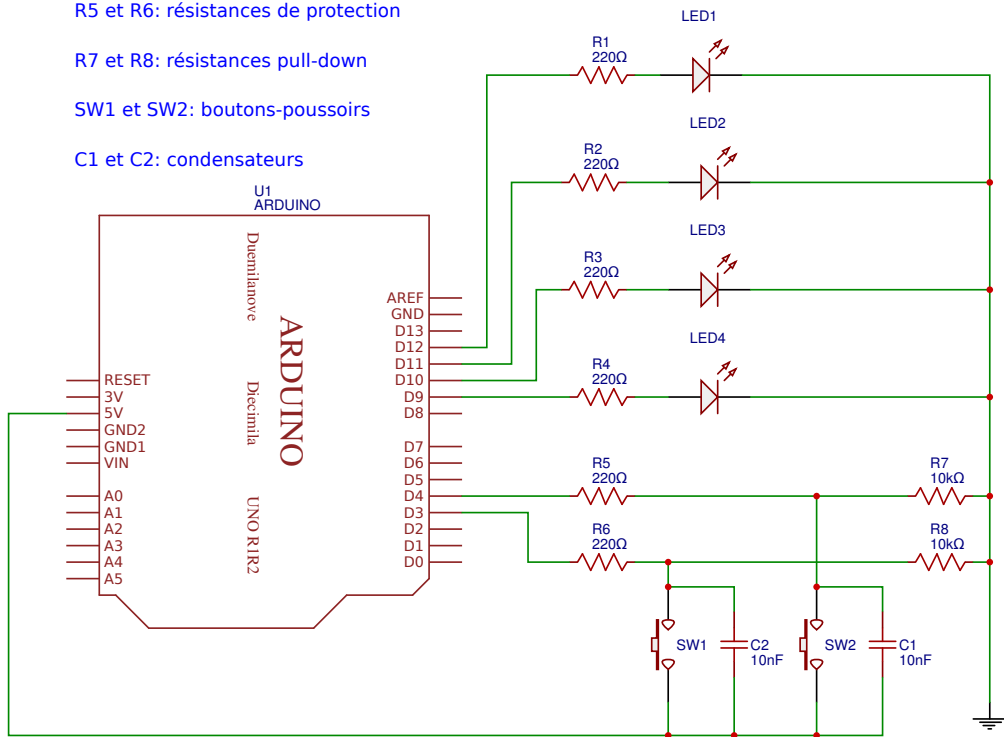 R5 et R6: résistances de protection
R7 et R8: résistances pull-down
SW1 et SW2: boutons-poussoirs
C1 et C2: condensateurs
U1
ARDUINO
Duemilanove
ARDUINO
Diecimila
UNO R1R2
RESET
3V
5V
GND2
GND1
VIN
A0
A1
A2
A3
A4
A5
AREF
GND
D13
D12
D11
D10
D9
D8
D7
D6
D5
D4
D3
D2
D1
D0
LED1
R1
220Ω
LED2
R2
220Ω
LED3
R3
220Ω
LED4
R4
220Ω
R5
220Ω
R7
10kΩ
R6
220Ω
R8
10kΩ
SW1
C2
10nF
SW2
C1
10nF